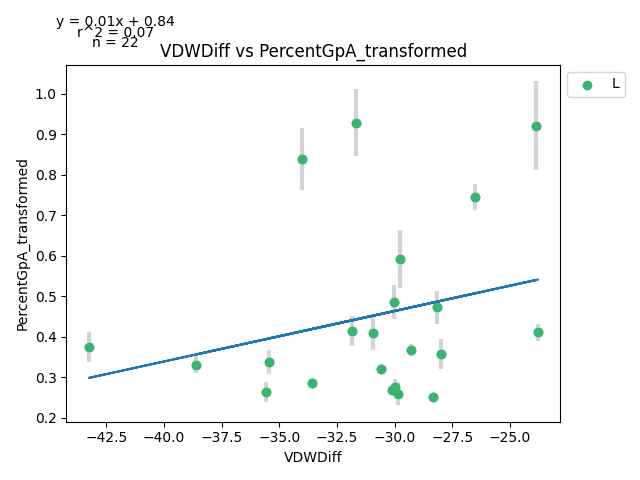 y = 0.01x + 0.84
r^2 = 0.07
n = 22
VDWDiff vs PercentGpA_transformed
L
PercentGpA_transformed
1.0
0.9
0.8
0.7
0.6
0.5
0.4
0.3
0.2
−42.5 −40.0 −37.5 −35.0 −32.5 −30.0 −27.5 −25.0
VDWDiff